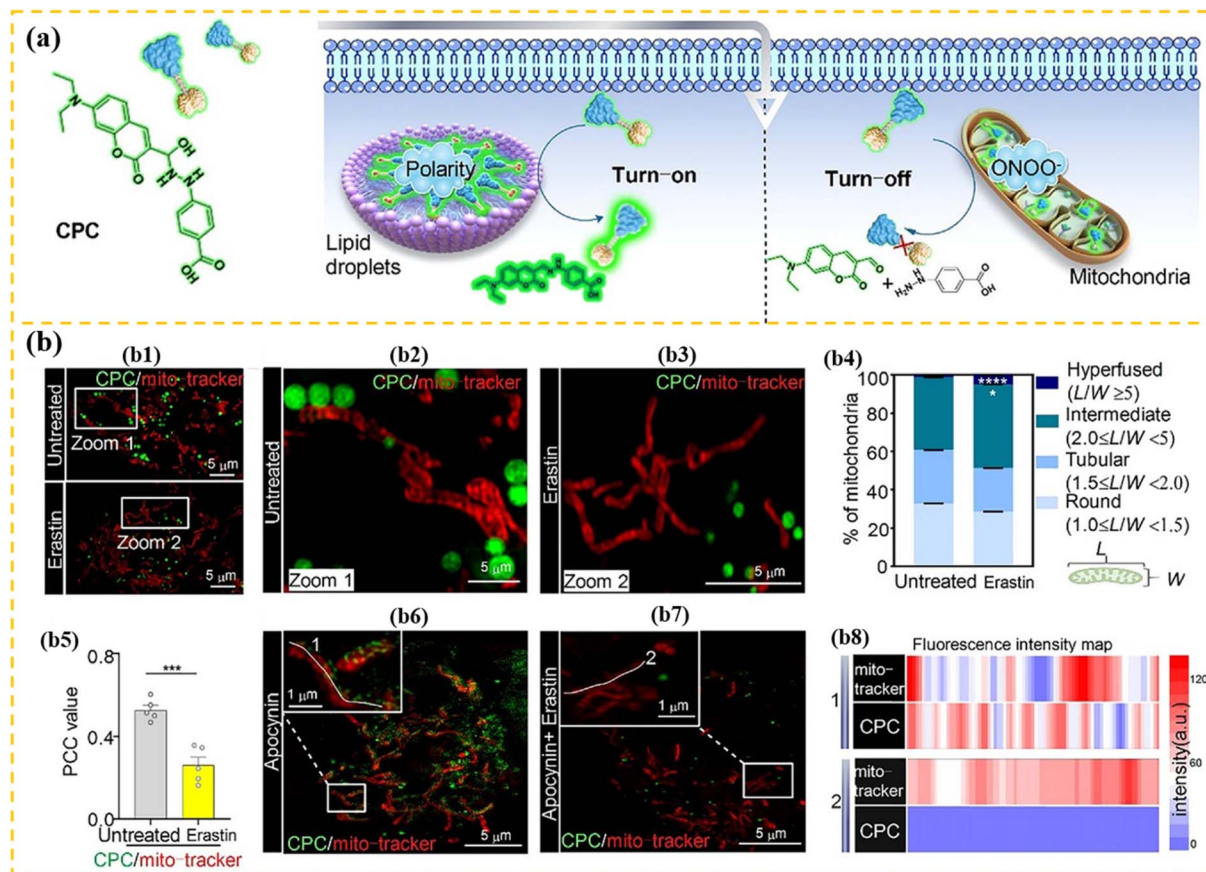 (a)
N
OH
O
O
H
N
N
H
CPC
HO
O
Polarity
Turn-on
Lipid
droplets
Turn-off
ONOO-
N
O
O
O
+
H2N
H
N
O
OH
Mitochondria
(b)
(b1)
Untreated
CPC/mito-tracker
Zoom 1
5 μm
Erastin
Zoom 2
5 μm
(b2)
CPC/mito-tracker
Untreated
Zoom 1
5 μm
(b3)
CPC/mito-tracker
Erastin
Zoom 2
5 μm
(b4)
% of mitochondria
100
80
60
40
20
0
****
*
Untreated Erastin
Hyperfused
(L/W ≥5)
Intermediate
(2.0≤L/W <5)
Tubular
(1.5≤L/W <2.0)
Round
(1.0≤L/W <1.5)
L
W
(b5)
PCC value
0.8
0.4
0.0
***
Untreated Erastin
CPC/mito-tracker
(b6)
Apocynin
1
1 μm
CPC/mito-tracker
5 μm
(b7)
Apocynin+ Erastin
2
1 μm
CPC/mito-tracker
5 μm
(b8)
Fluorescence intensity map
1
mito-
tracker
CPC
2
mito-
tracker
CPC
120
60
0
intensity(a.u.)